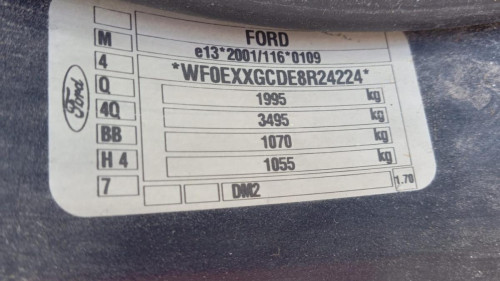 M FORD
4 e13*2001/116*0109
Q *WF0EXXGCDE8R24224*
4Q 1995 kg
BB 3495 kg
H 4 1070 kg
7 1055 kg
DM2 1.70
Ford